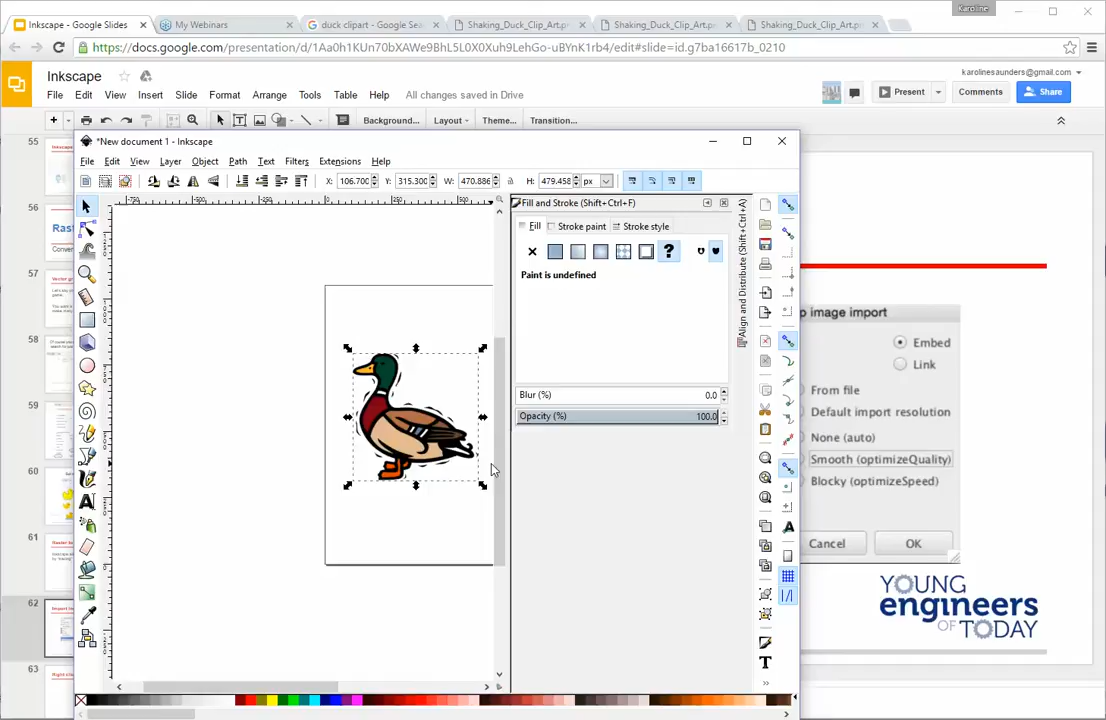 Karoline
Inkscape - Google Slides
My Webinars
duck clipart - Google Sea
Shaking_Duck_Clip_Art.pn
Shaking_Duck_Clip_Art.pn
Shaking_Duck_Clip_Art.pn
https://docs.google.com/presentation/d/1Aa0h1KUn70bXAWe9BhL5L0X0Xuh9LehGo-uBYnK1rb4/edit#slide=id.g7ba16617b_0210
Inkscape
karolinesaunders@gmail.com
File Edit View Insert Slide Format Arrange Tools Table Help All changes saved in Drive
Present
Comments
Share
Background...
Layout
Theme...
Transition...
55
56
57
58
59
60
61
62
63
*New document 1 - Inkscape
File Edit View Layer Object Path Text Filters Extensions Help
X: 106.700 Y: 315.300 W: 470.886 H: 479.458 px
Fill and Stroke (Shift+Ctrl+F)
Fill Stroke paint Stroke style
Paint is undefined
Blur (%) 0.0
Opacity (%) 100.0
Align and Distribute (Shift+Ctrl+A)
p image import
Embed
Link
From file
Default import resolution
None (auto)
Smooth (optimizeQuality)
Blocky (optimizeSpeed)
Cancel
OK
YOUNG
engineers
OF TODAY